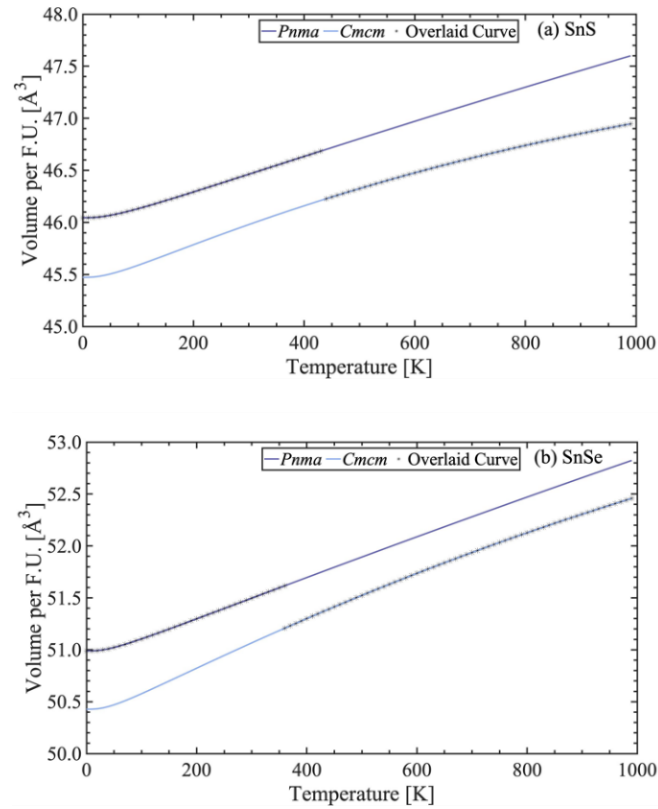 48.0
Pnma Cmcm Overlaid Curve (a) SnS
47.5
47.0
46.5
46.0
45.5
45.0
Volume per F.U. [Å³]
0 200 400 600 800 1000
Temperature [K]
53.0
Pnma Cmcm Overlaid Curve (b) SnSe
52.5
52.0
51.5
51.0
50.5
50.0
Volume per F.U. [Å³]
0 200 400 600 800 1000
Temperature [K]